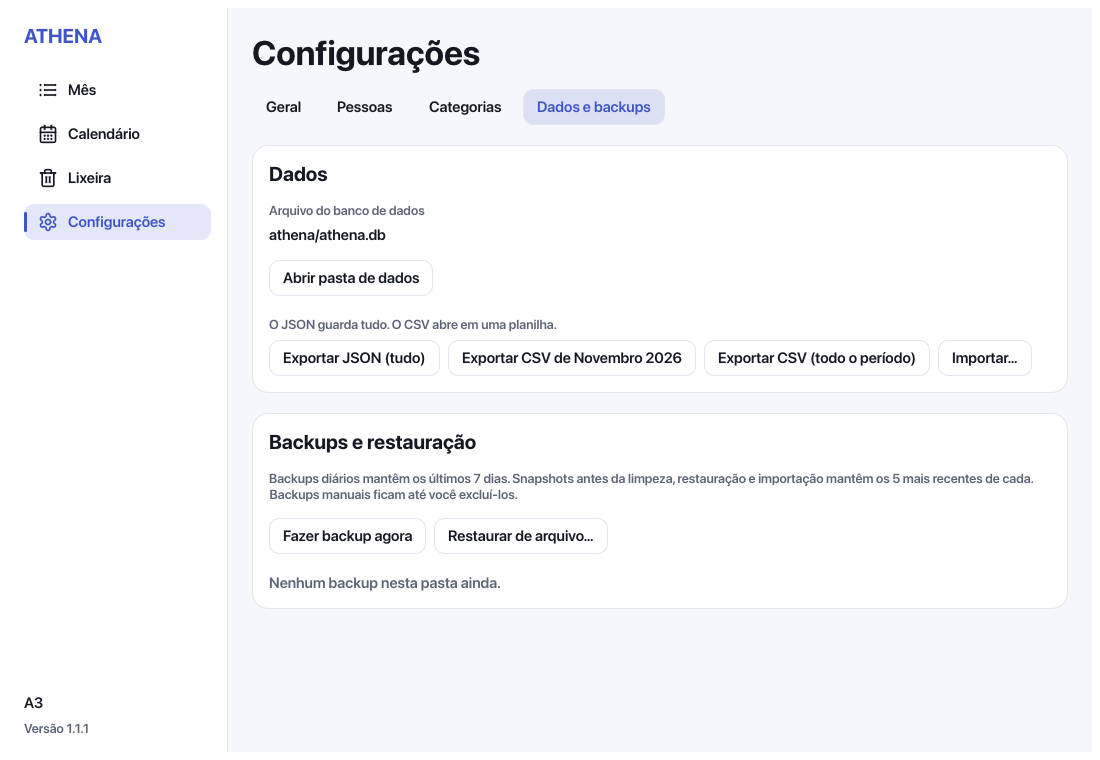 ATHENA
Mês
Calendário
Lixeira
Configurações
A3
Versão 1.1.1
Configurações
Geral
Pessoas
Categorias
Dados e backups
Dados
Arquivo do banco de dados
athena/athena.db
Abrir pasta de dados
O JSON guarda tudo. O CSV abre em uma planilha.
Exportar JSON (tudo)
Exportar CSV de Novembro 2026
Exportar CSV (todo o período)
Importar...
Backups e restauração
Backups diários mantêm os últimos 7 dias. Snapshots antes da limpeza, restauração e importação mantêm os 5 mais recentes de cada.
Backups manuais ficam até você excluí-los.
Fazer backup agora
Restaurar de arquivo...
Nenhum backup nesta pasta ainda.